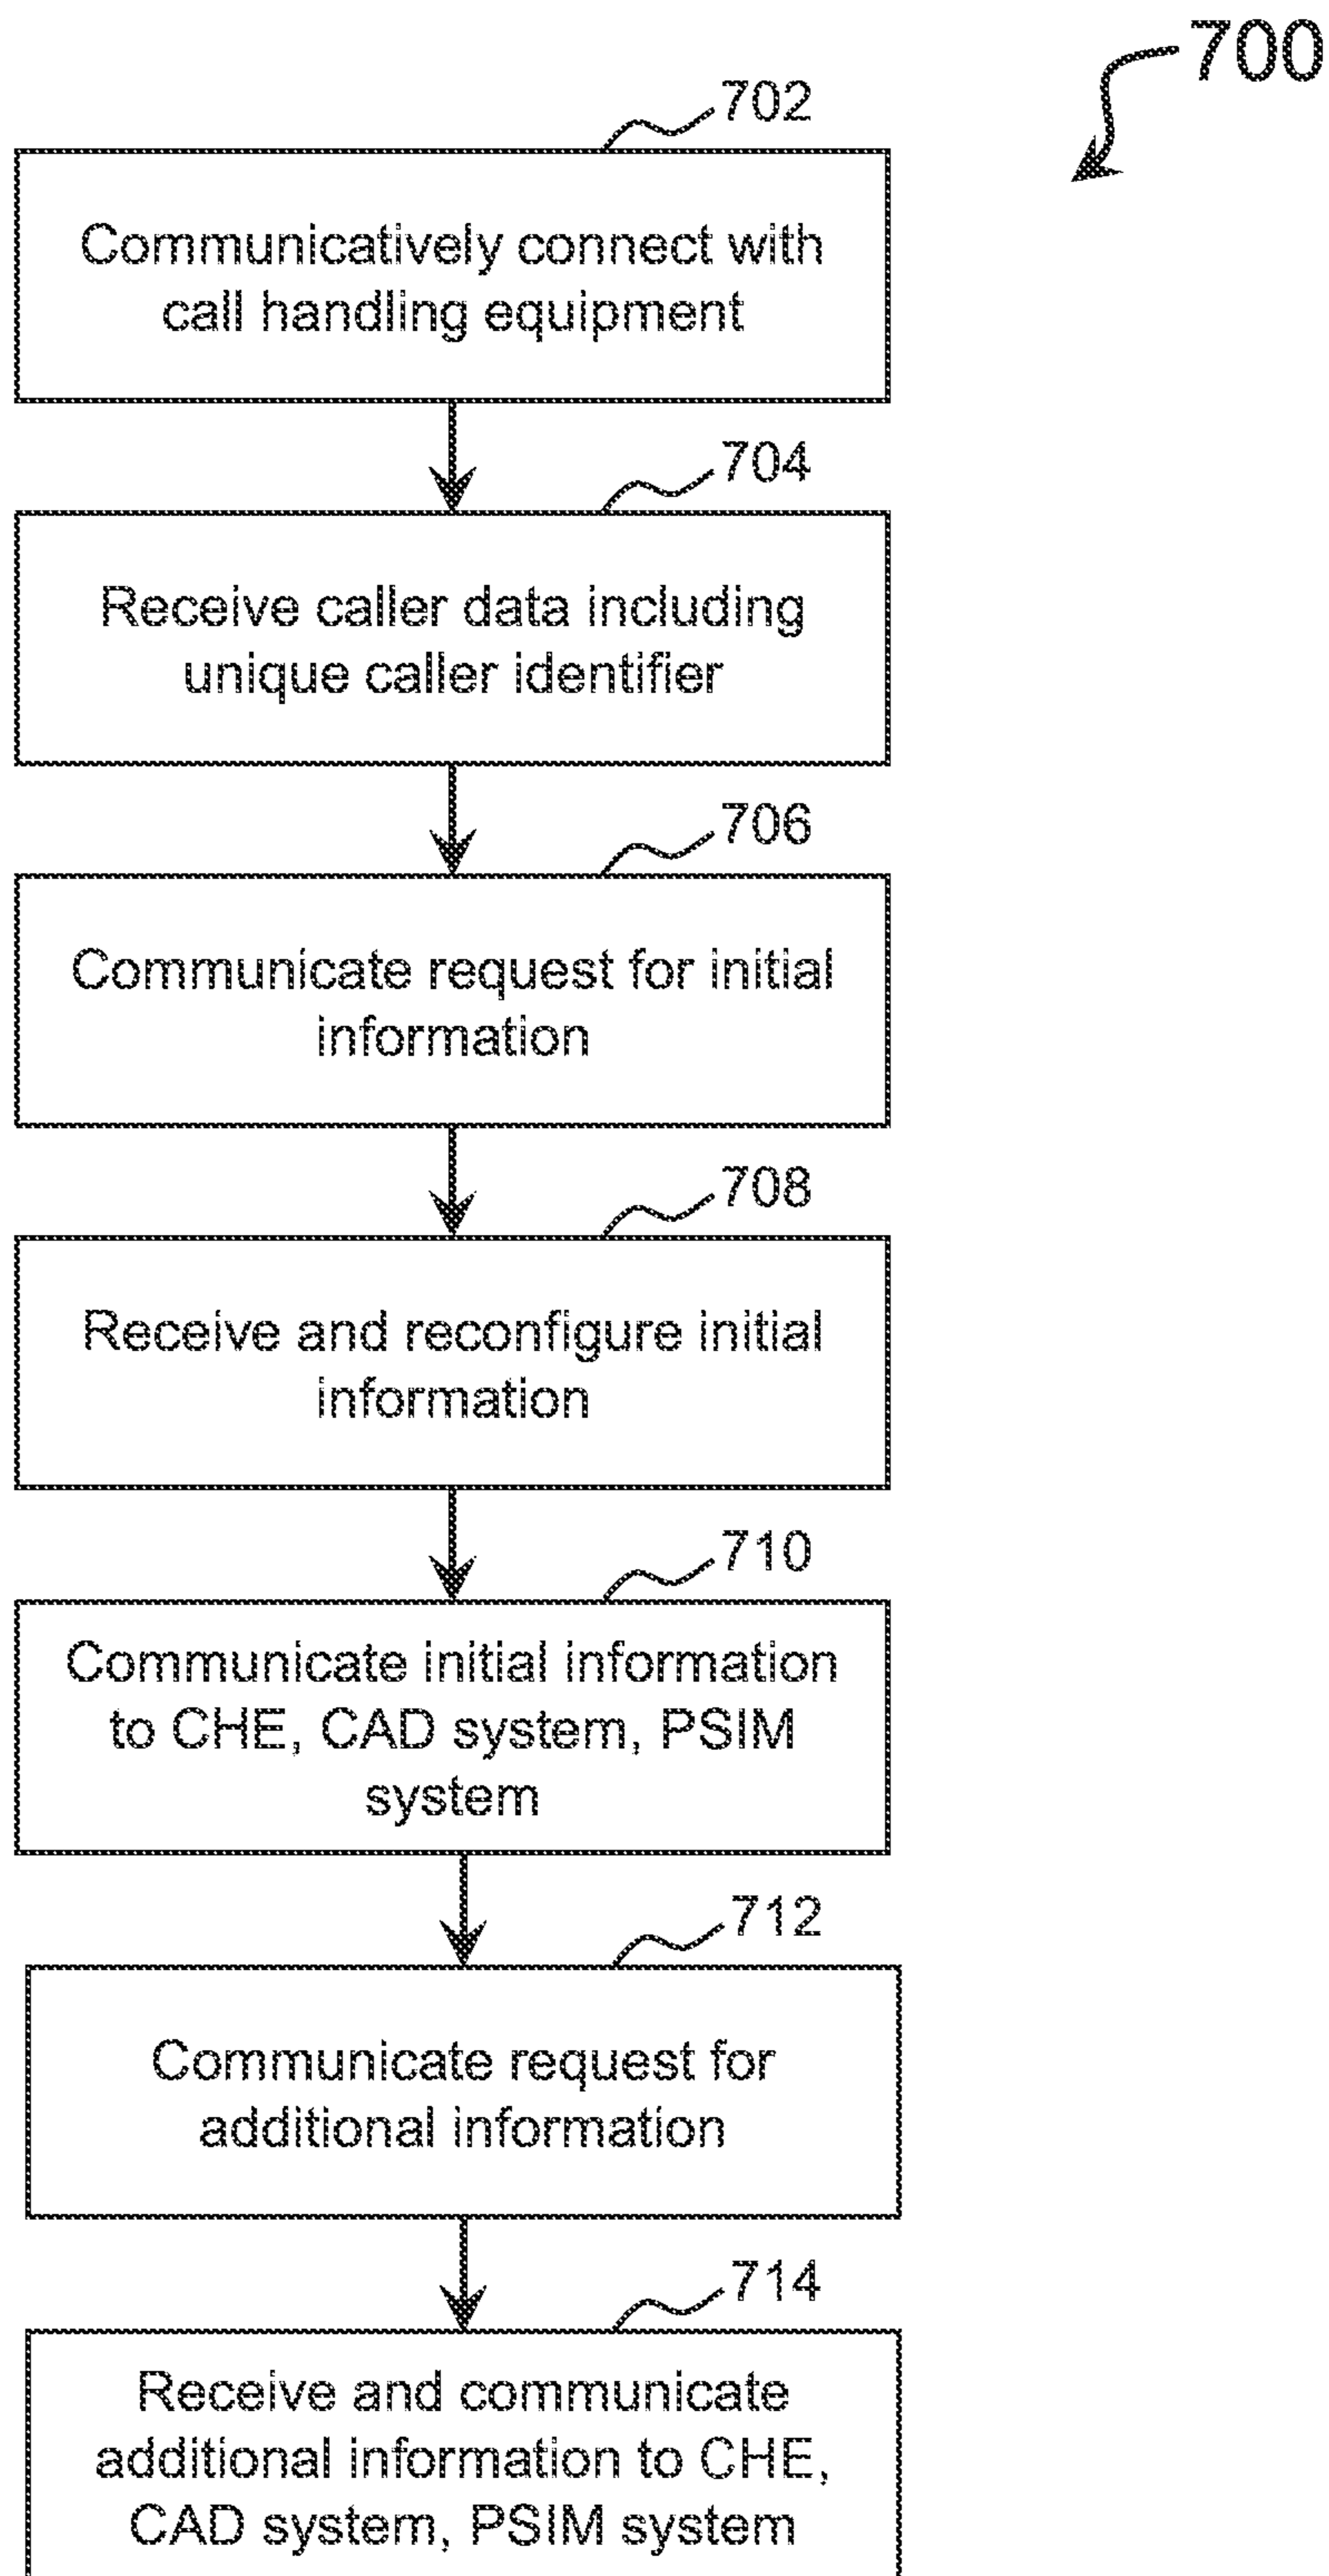 700
702
Communicatively connect with
call handling equipment
704
Receive caller data including
unique caller identifier
706
Communicate request for initial
information
708
Receive and reconfigure initial
information
710
Communicate initial information
to CHE, CAD system, PSIM
system
712
Communicate request for
additional information
714
Receive and communicate
additional information to CHE,
CAD system, PSIM system